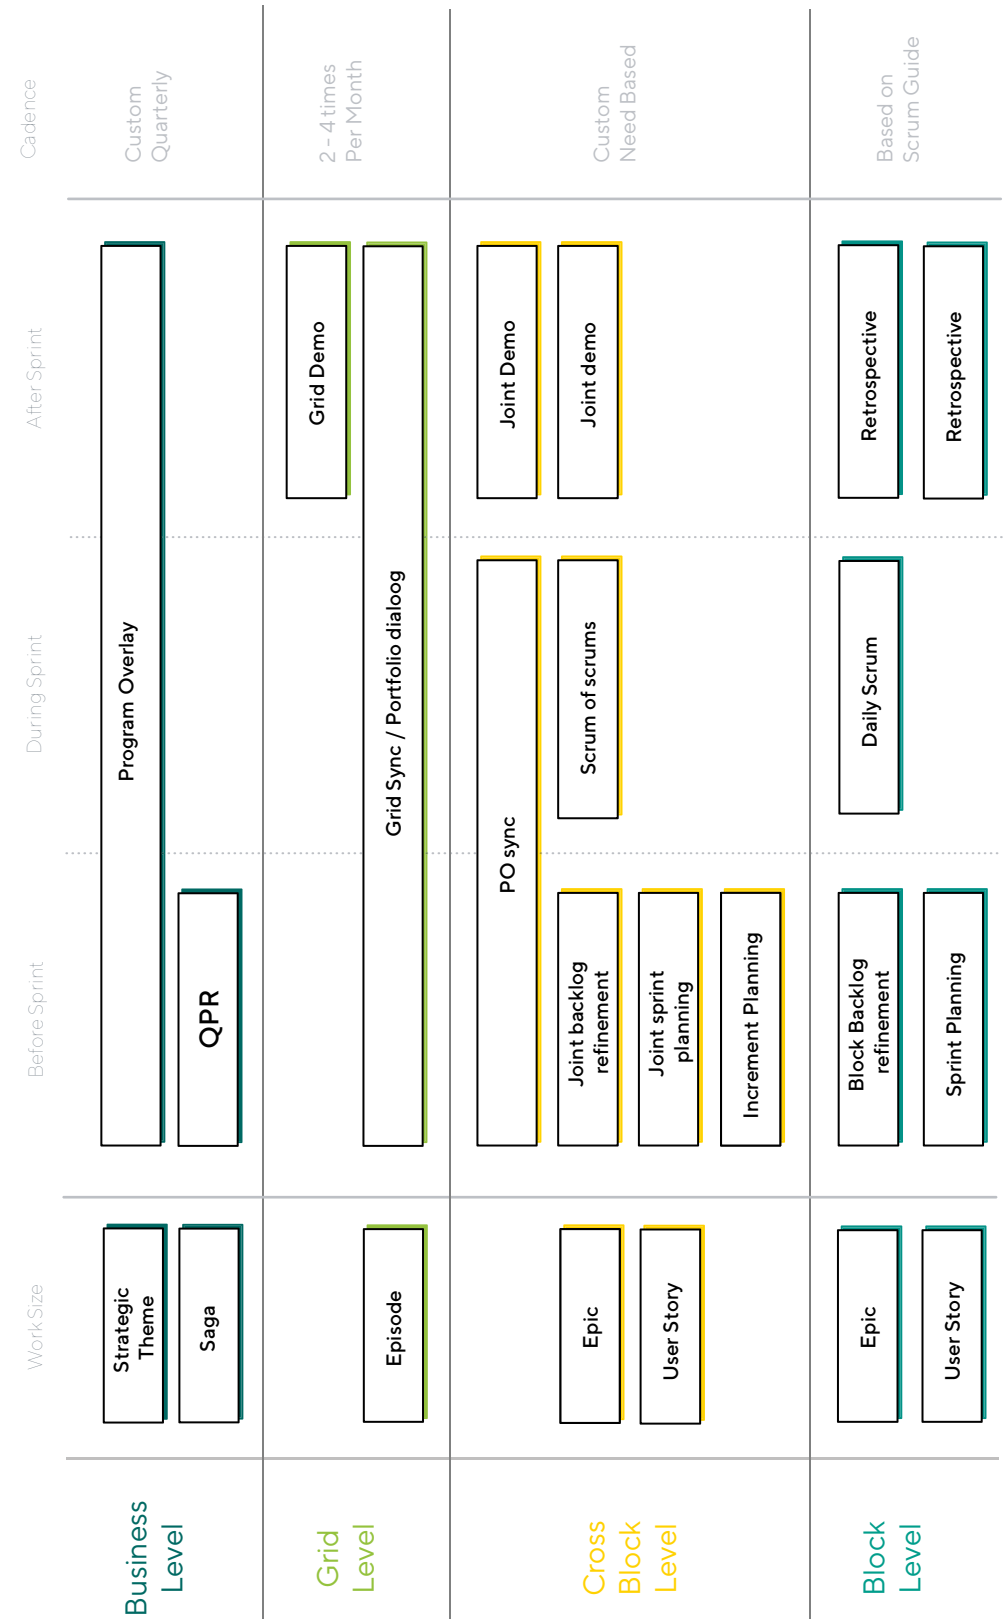 Work Size
Before Sprint
During Sprint
After Sprint
Cadence
Business
Level
Strategic
Theme
Saga
Program Overlay
QPR
Custom
Quarterly
Grid
Level
Episode
Grid Demo
Grid Sync / Portfolio dialoog
2 - 4 times
Per Month
Cross
Block
Level
Epic
User Story
PO sync
Joint Demo
Joint backlog
refinement
Scrum of scrums
Joint demo
Joint sprint
planning
Increment Planning
Custom
Need Based
Block
Level
Epic
User Story
Block Backlog
refinement
Daily Scrum
Retrospective
Sprint Planning
Retrospective
Based on
Scrum Guide